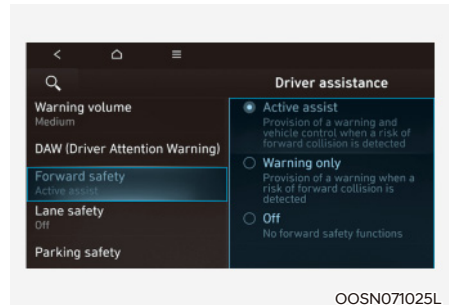 Driver assistance
Warning volume
Medium
DAW (Driver Attention Warning)
Forward safety
Active assist
Lane safety
Off
Parking safety
Active assist
Provision of a warning and
vehicle control when a risk of
forward collision is detected
Warning only
Provision of a warning when a
risk of forward collision is
detected
Off
No forward safety functions
OOSN071025L